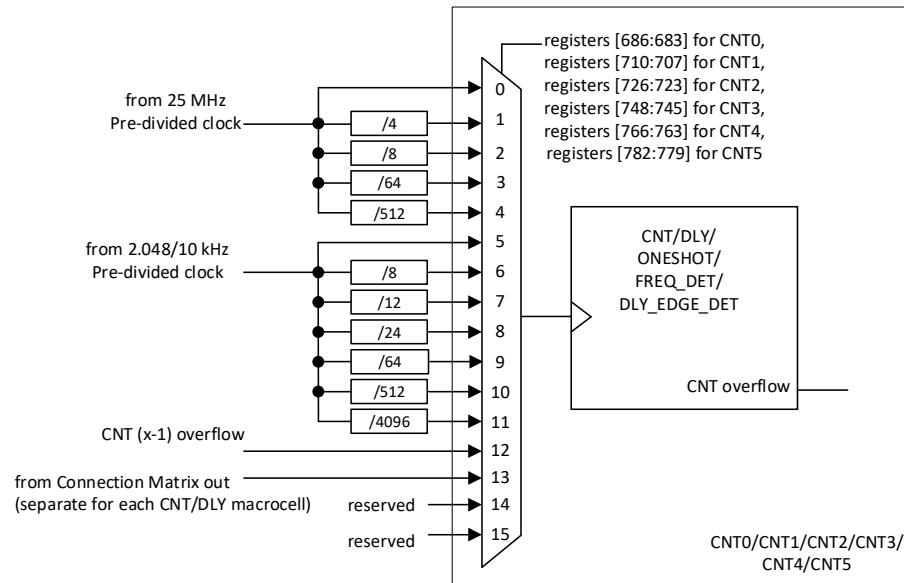 registers [686:683] for CNT0,
registers [710:707] for CNT1,
registers [726:723] for CNT2,
registers [748:745] for CNT3,
registers [766:763] for CNT4,
registers [782:779] for CNT5
from 25 MHz
Pre-divided clock
0
/4
1
/8
2
/64
3
/512
4
from 2.048/10 kHz
Pre-divided clock
5
/8
6
/12
7
/24
8
/64
9
/512
10
/4096
11
CNT (x-1) overflow
12
from Connection Matrix out
(separate for each CNT/DLY macrocell)
13
reserved
14
reserved
15
CNT/DLY/
ONESHOT/
FREQ_DET/
DLY_EDGE_DET
CNT overflow
CNT0/CNT1/CNT2/CNT3/
CNT4/CNT5